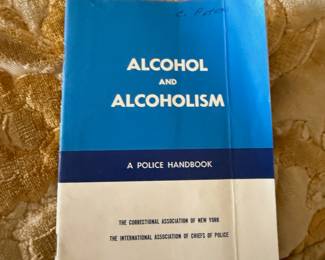 ALCOHOL
AND
ALCOHOLISM
A POLICE HANDBOOK
THE CORRECTIONAL ASSOCIATION OF NEW YORK
THE INTERNATIONAL ASSOCIATION OF CHIEFS OF POLICE